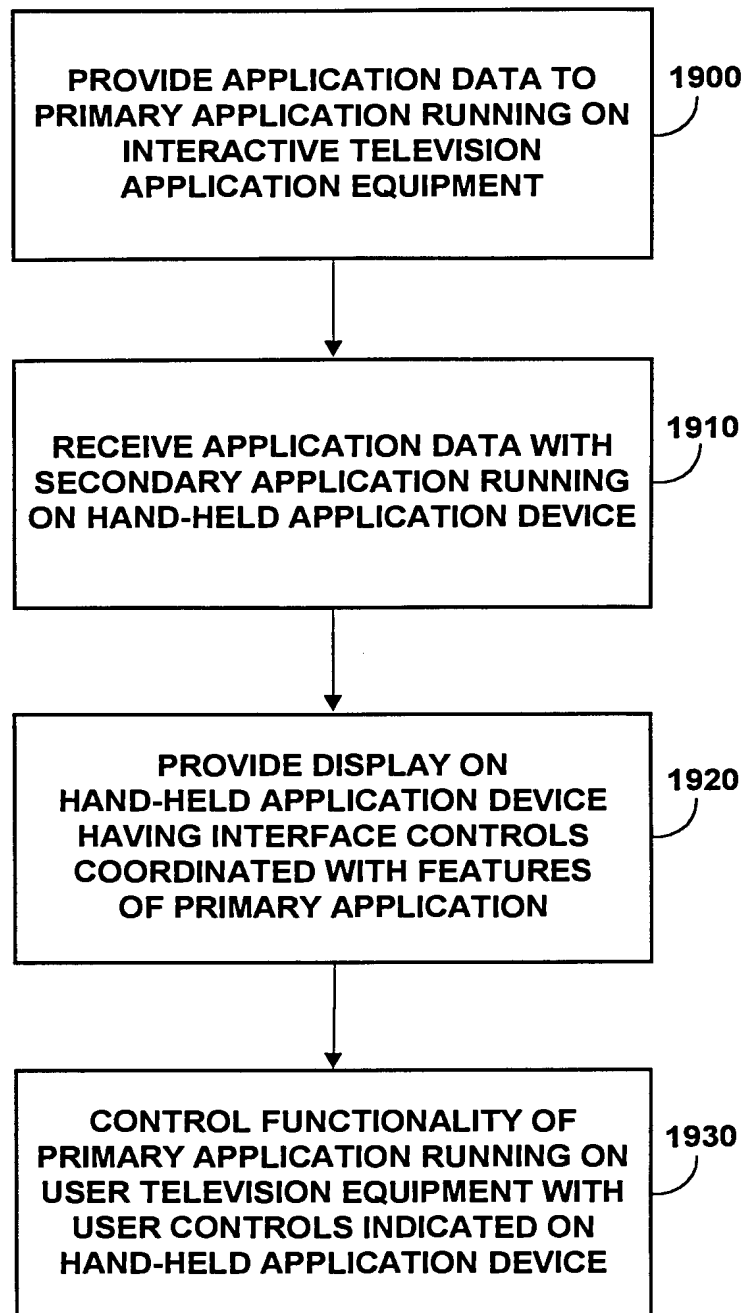 PROVIDE APPLICATION DATA TO
PRIMARY APPLICATION RUNNING ON
INTERACTIVE TELEVISION
APPLICATION EQUIPMENT
1900
RECEIVE APPLICATION DATA WITH
SECONDARY APPLICATION RUNNING
ON HAND-HELD APPLICATION DEVICE
1910
PROVIDE DISPLAY ON
HAND-HELD APPLICATION DEVICE
HAVING INTERFACE CONTROLS
COORDINATED WITH FEATURES
OF PRIMARY APPLICATION
1920
CONTROL FUNCTIONALITY OF
PRIMARY APPLICATION RUNNING ON
USER TELEVISION EQUIPMENT WITH
USER CONTROLS INDICATED ON
HAND-HELD APPLICATION DEVICE
1930